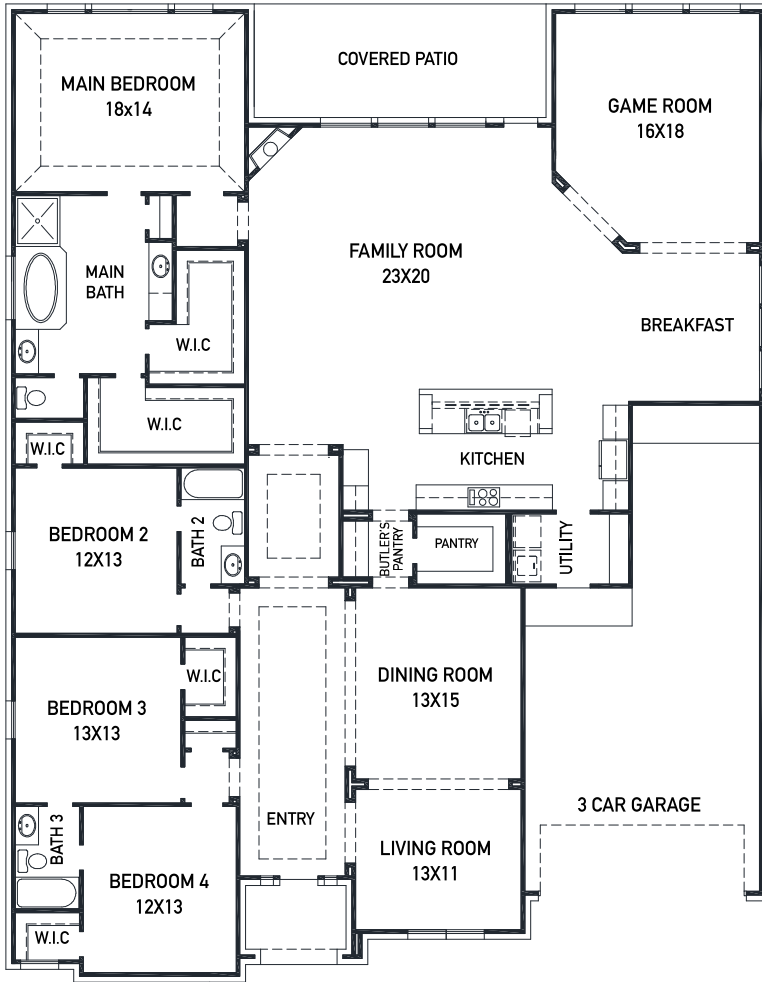 COVERED PATIO
MAIN BEDROOM
18x14
GAME ROOM
16X18
FAMILY ROOM
23X20
MAIN
BATH
BREAKFAST
W.I.C
W.I.C
W.I.C
KITCHEN
BEDROOM 2
12X13
BATH 2
BUTLER'S
PANTRY
PANTRY
UTILITY
W.I.C
DINING ROOM
13X15
BEDROOM 3
13X13
ENTRY
3 CAR GARAGE
BATH 3
LIVING ROOM
13X11
BEDROOM 4
12X13
W.I.C